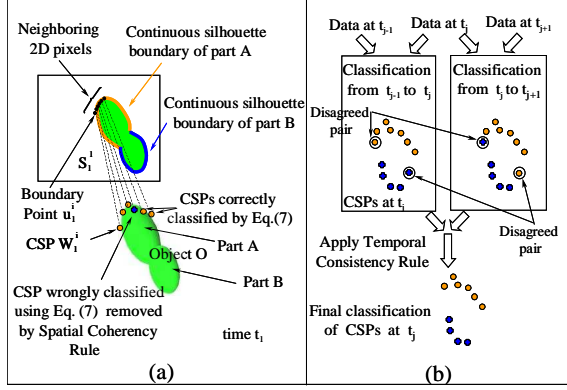 Neighboring
2D pixels
Continuous silhouette
boundary of part A
Continuous silhouette
boundary of part B
S₁¹
Boundary
Point u₁ⁱ
CSP W₁ⁱ
CSPs correctly
classified by Eq.(7)
Part A
Object O
Part B
CSP wrongly classified
using Eq. (7) removed
by Spatial Coherency
Rule
time t₁
(a)
Data at tⱼ₋₁
Data at tⱼ
Data at tⱼ₊₁
Classification
from tⱼ₋₁ to tⱼ
Classification
from tⱼ to tⱼ₊₁
Disagreed
pair
CSPs at tⱼ
Disagreed
pair
Apply Temporal
Consistency Rule
Final classification
of CSPs at tⱼ
(b)